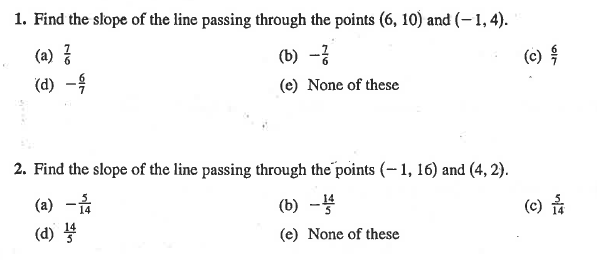 1. Find the slope of the line passing through the points (6, 10) and (−1, 4).
(a) 7/6 (b) −7/6 (c) 6/7
(d) −6/7 (e) None of these
2. Find the slope of the line passing through the points (−1, 16) and (4, 2).
(a) −5/14 (b) −14/5 (c) 5/14
(d) 14/5 (e) None of these